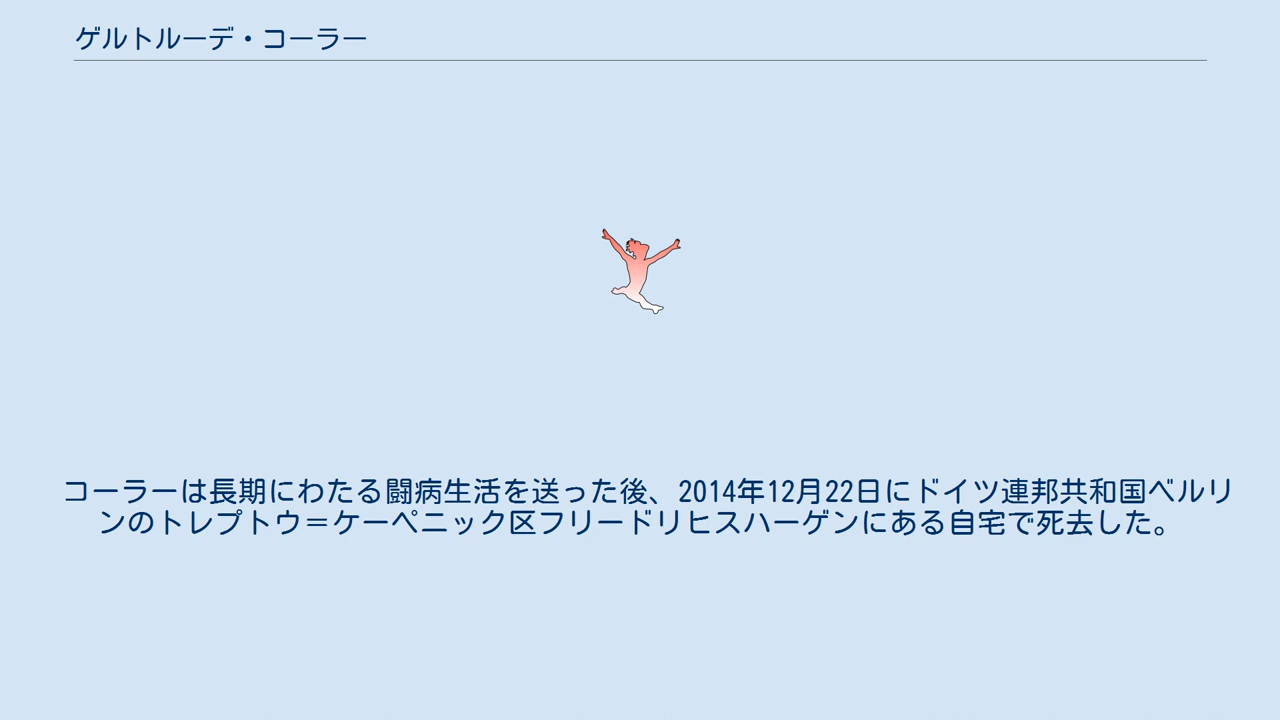 ゲルトルーデ・コーラー
コーラーは長期にわたる闘病生活を送った後、2014年12月22日にドイツ連邦共和国ベルリ
ンのトレプトウ＝ケーペニック区フリードリヒスハーゲンにある自宅で死去した。